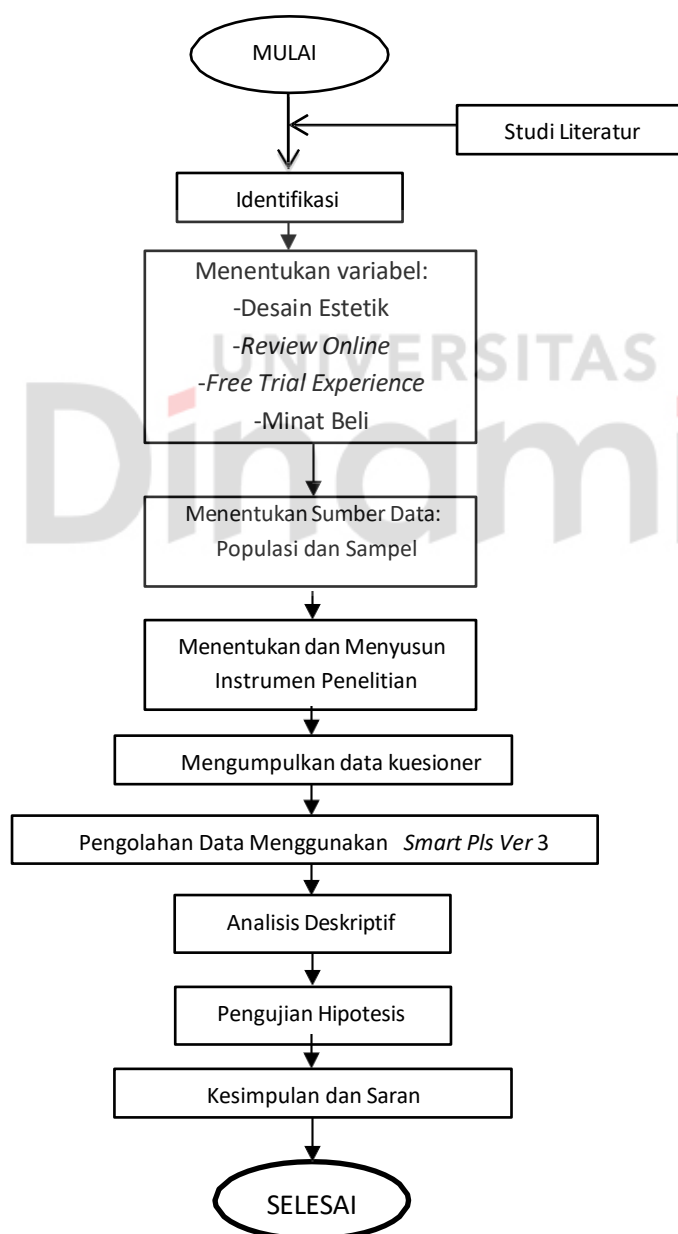 MULAI
Studi Literatur
Identifikasi
Menentukan variabel:
-Desain Estetik
-Review Online
-Free Trial Experience
-Minat Beli
UNIVERSITAS
Dinami
Menentukan Sumber Data:
Populasi dan Sampel
Menentukan dan Menyusun
Instrumen Penelitian
Mengumpulkan data kuesioner
Pengolahan Data Menggunakan Smart Pls Ver 3
Analisis Deskriptif
Pengujian Hipotesis
Kesimpulan dan Saran
SELESAI